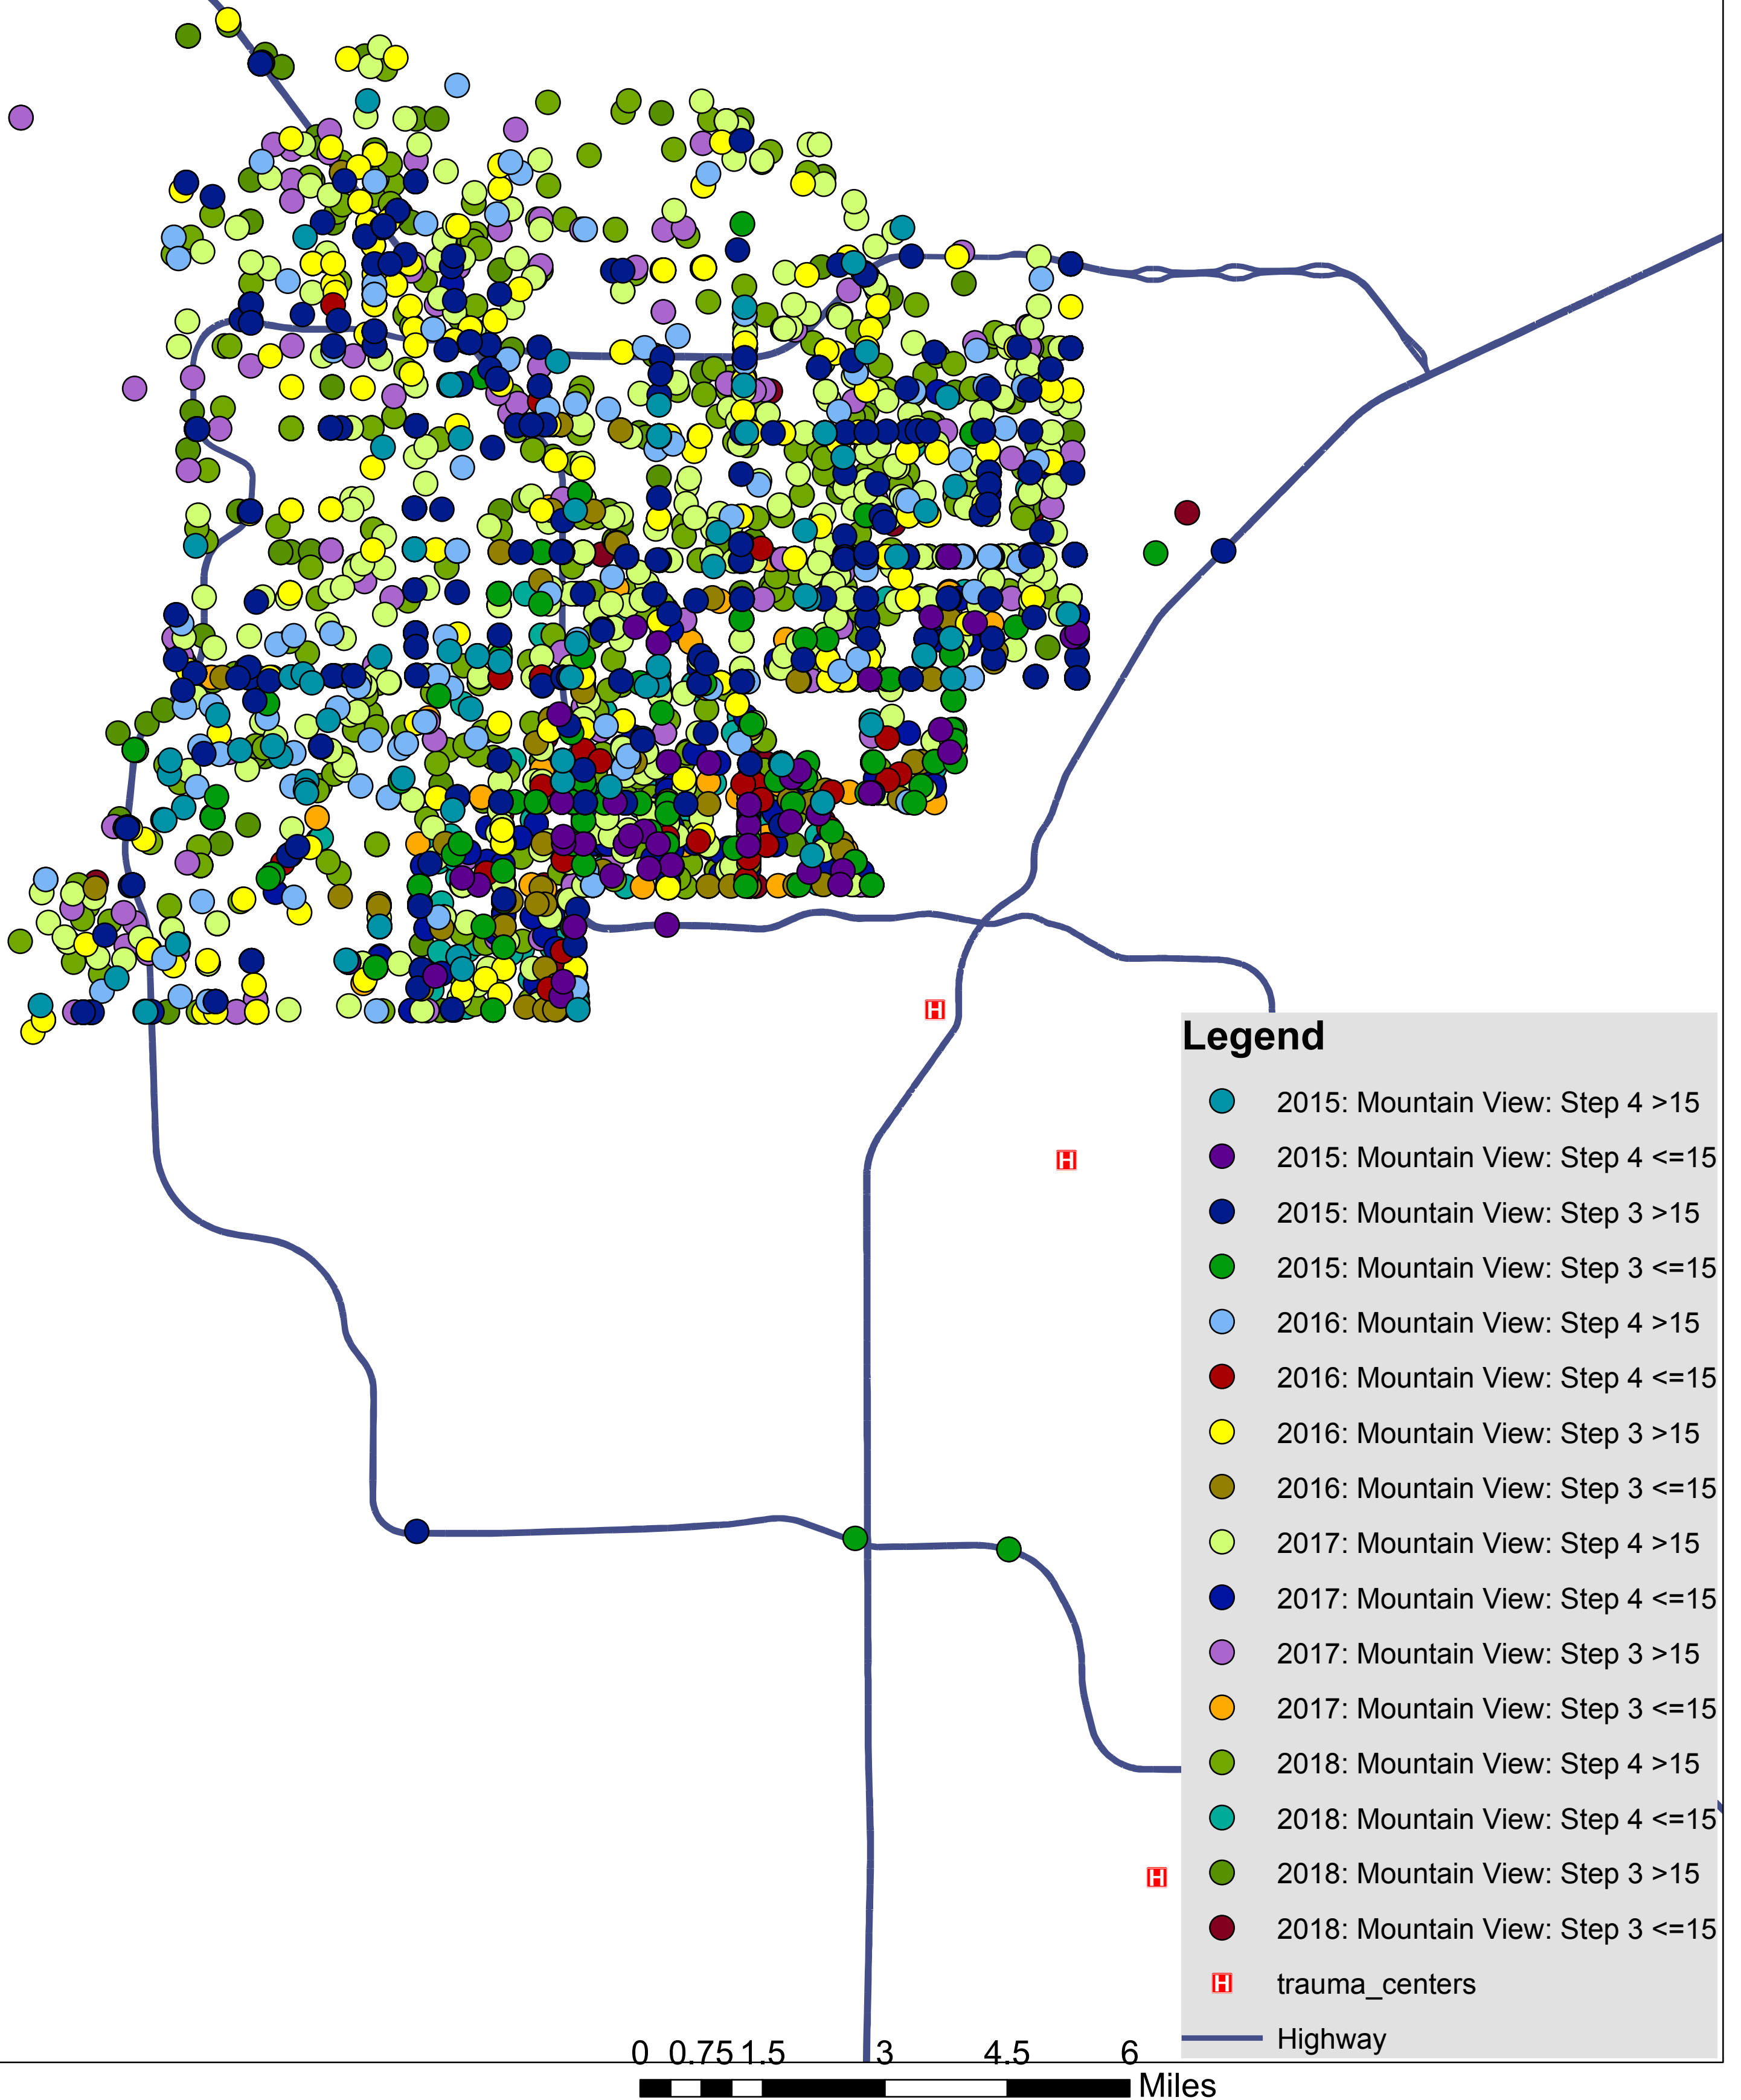 Legend
2015: Mountain View: Step 4 >15
2015: Mountain View: Step 4 <=15
2015: Mountain View: Step 3 >15
2015: Mountain View: Step 3 <=15
2016: Mountain View: Step 4 >15
2016: Mountain View: Step 4 <=15
2016: Mountain View: Step 3 >15
2016: Mountain View: Step 3 <=15
2017: Mountain View: Step 4 >15
2017: Mountain View: Step 4 <=15
2017: Mountain View: Step 3 >15
2017: Mountain View: Step 3 <=15
2018: Mountain View: Step 4 >15
2018: Mountain View: Step 4 <=15
2018: Mountain View: Step 3 >15
2018: Mountain View: Step 3 <=15
H trauma_centers
Highway
H
H
H
0 0.75 1.5 3 4.5 6
Miles